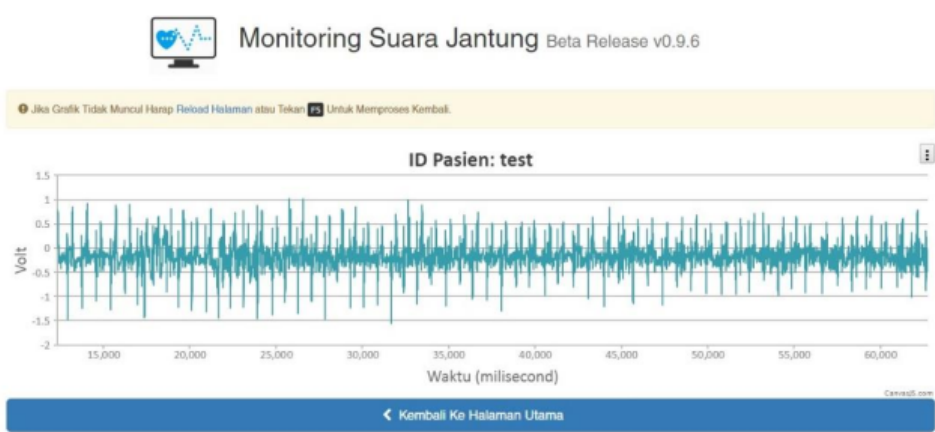 Monitoring Suara Jantung Beta Release v0.9.6
Jika Grafik Tidak Muncul Harap Reload Halaman atau Tekan F5 Untuk Memproses Kembali.
ID Pasien: test
1.5
1
0.5
0
-0.5
-1
-1.5
-2
Volt
15,000 20,000 25,000 30,000 35,000 40,000 45,000 50,000 55,000 60,000
Waktu (milisecond)
CanvasJS.com
Kembali Ke Halaman Utama